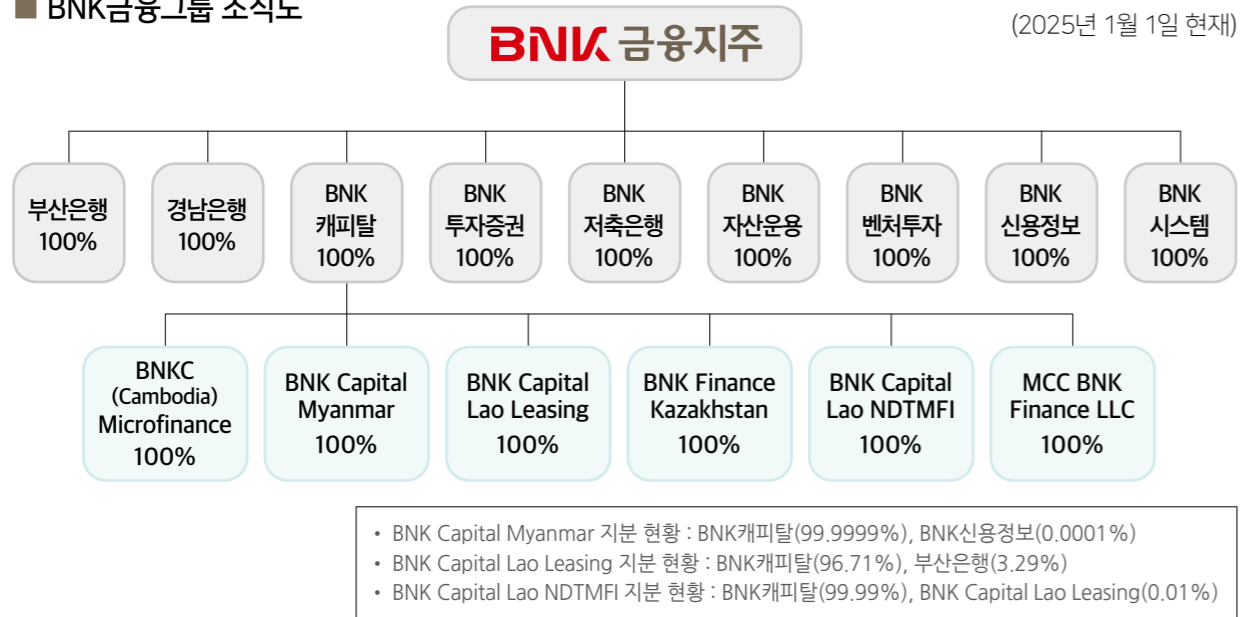 ■ BNK금융그룹 조직도
(2025년 1월 1일 현재)
BNK 금융지주
부산은행
100%
경남은행
100%
BNK
캐피탈
100%
BNK
투자증권
100%
BNK
저축은행
100%
BNK
자산운용
100%
BNK
벤처투자
100%
BNK
신용정보
100%
BNK
시스템
100%
BNKC
(Cambodia)
Microfinance
100%
BNK Capital
Myanmar
100%
BNK Capital
Lao Leasing
100%
BNK Finance
Kazakhstan
100%
BNK Capital
Lao NDTMFI
100%
MCC BNK
Finance LLC
100%
• BNK Capital Myanmar 지분 현황 : BNK캐피탈(99.9999%), BNK신용정보(0.0001%)
• BNK Capital Lao Leasing 지분 현황 : BNK캐피탈(96.71%), 부산은행(3.29%)
• BNK Capital Lao NDTMFI 지분 현황 : BNK캐피탈(99.99%), BNK Capital Lao Leasing(0.01%)